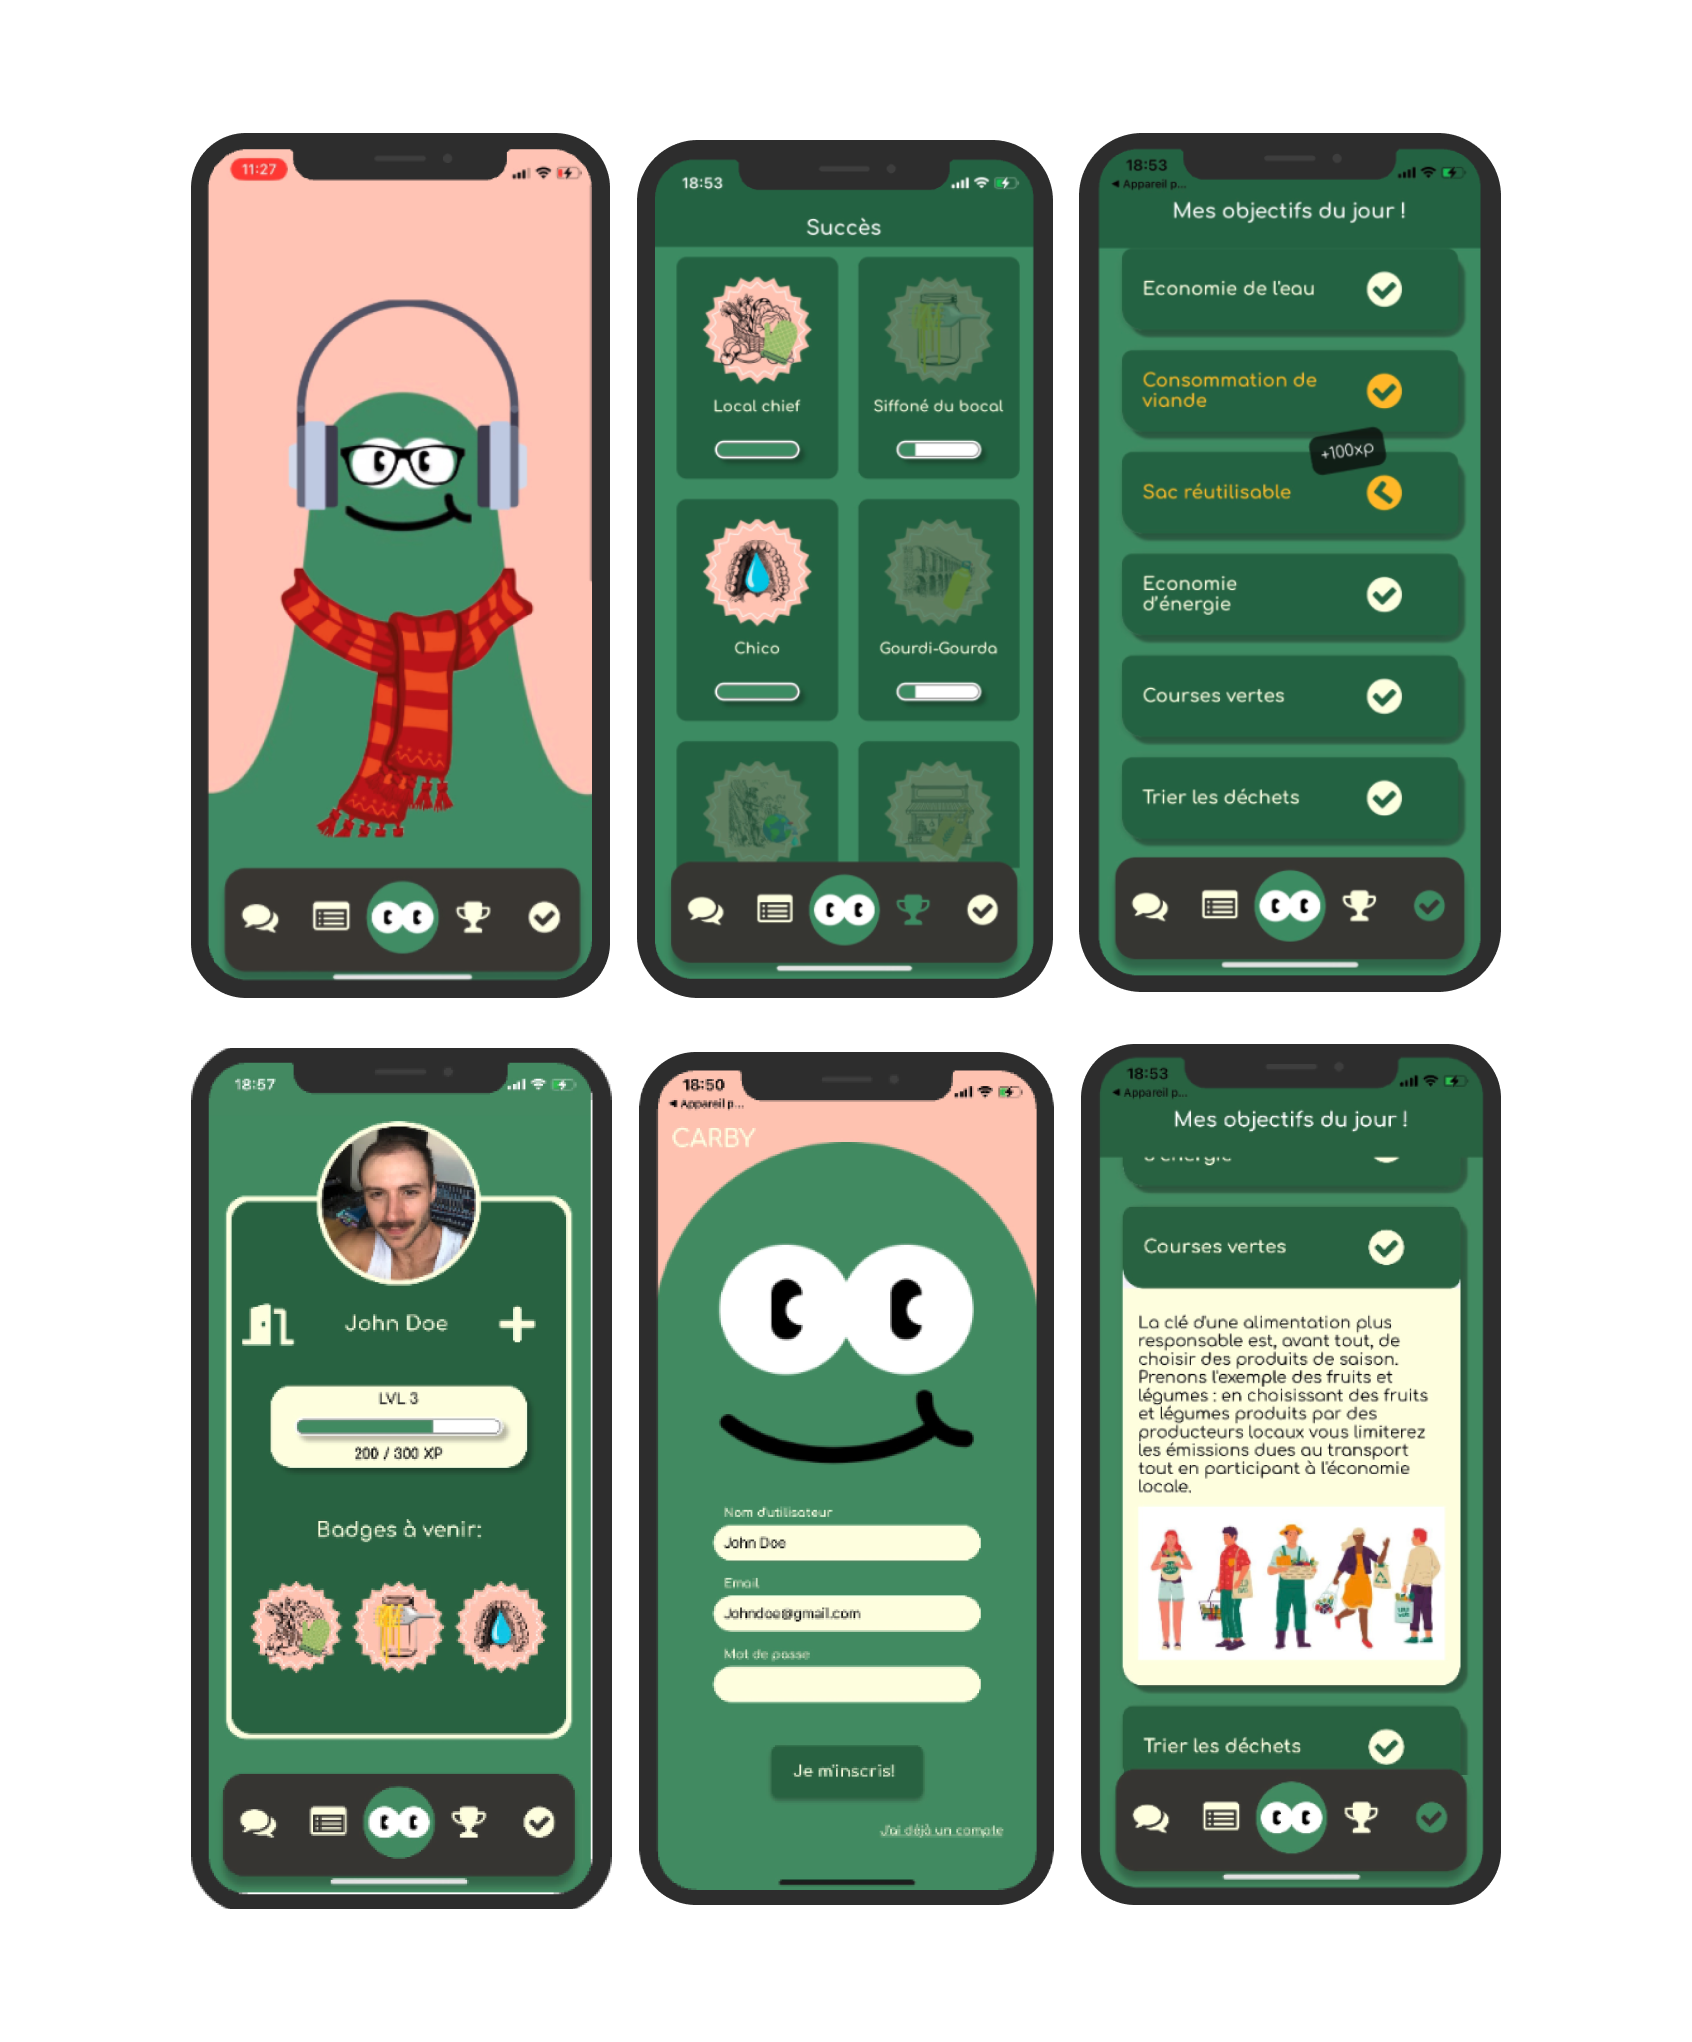 11:27
18:53
Succès
Local chief
Siffoné du bocal
Chico
Gourdi-Gourda
18:53
Appareil p...
Mes objectifs du jour !
Economie de l'eau
Consommation de
viande
+100xp
Sac réutilisable
Economie
d'énergie
Courses vertes
Trier les déchets
18:57
John Doe
LVL 3
200 / 300 XP
Badges à venir:
18:50
Appareil p...
CARBY
Nom d'utilisateur
John Doe
Email
Johndoe@gmail.com
Mot de passe
Je m'inscris!
J'ai déjà un compte
18:53
Appareil p...
Mes objectifs du jour !
d'énergie
Courses vertes
La clé d'une alimentation plus
responsable est, avant tout, de
choisir des produits de saison.
Prenons l'exemple des fruits et
légumes : en choisissant des fruits
et légumes produits par des
producteurs locaux vous limiterez
les émissions dues au transport
tout en participant à l'économie
locale.
Trier les déchets